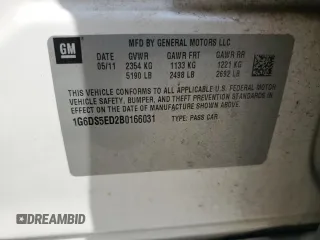 GM
MFD BY GENERAL MOTORS LLC
DATE GVWR GAWR FRT GAWR RR
05/11 2354 KG 1133 KG 1221 KG
5190 LB 2498 LB 2692 LB
THIS VEHICLE CONFORMS TO ALL APPLICABLE U.S. FEDERAL MOTOR
VEHICLE SAFETY, BUMPER, AND THEFT PREVENTION STANDARDS
IN EFFECT ON THE DATE OF MANUFACTURE SHOWN ABOVE.
1G6DS5ED2B0166031 TYPE: PASS CAR
DREAMBID